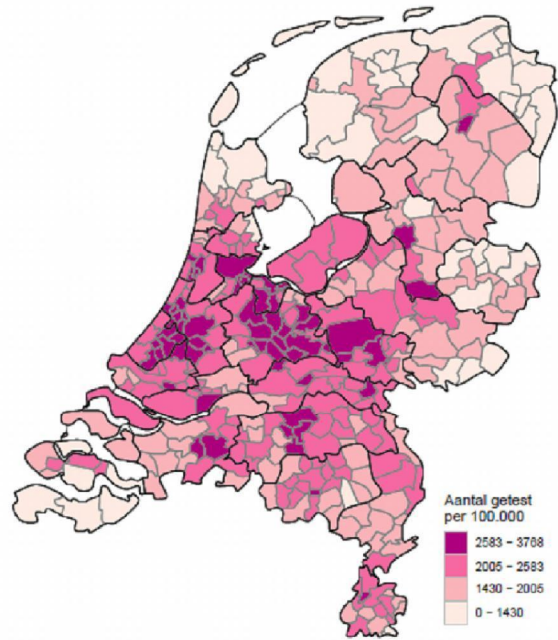 Aantal getest
per 100.000
2583 – 3768
2005 – 2583
1430 – 2005
0 – 1430